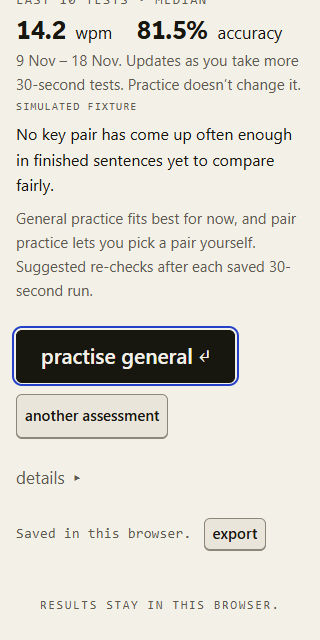 LAST 10 TESTS · MEDIAN
14.2 wpm 81.5% accuracy
9 Nov – 18 Nov. Updates as you take more
30-second tests. Practice doesn’t change it.
SIMULATED FIXTURE
No key pair has come up often enough
in finished sentences yet to compare
fairly.
General practice fits best for now, and pair
practice lets you pick a pair yourself.
Suggested re-checks after each saved 30-
second run.
practise general ↵
another assessment
details ▸
Saved in this browser. export
RESULTS STAY IN THIS BROWSER.